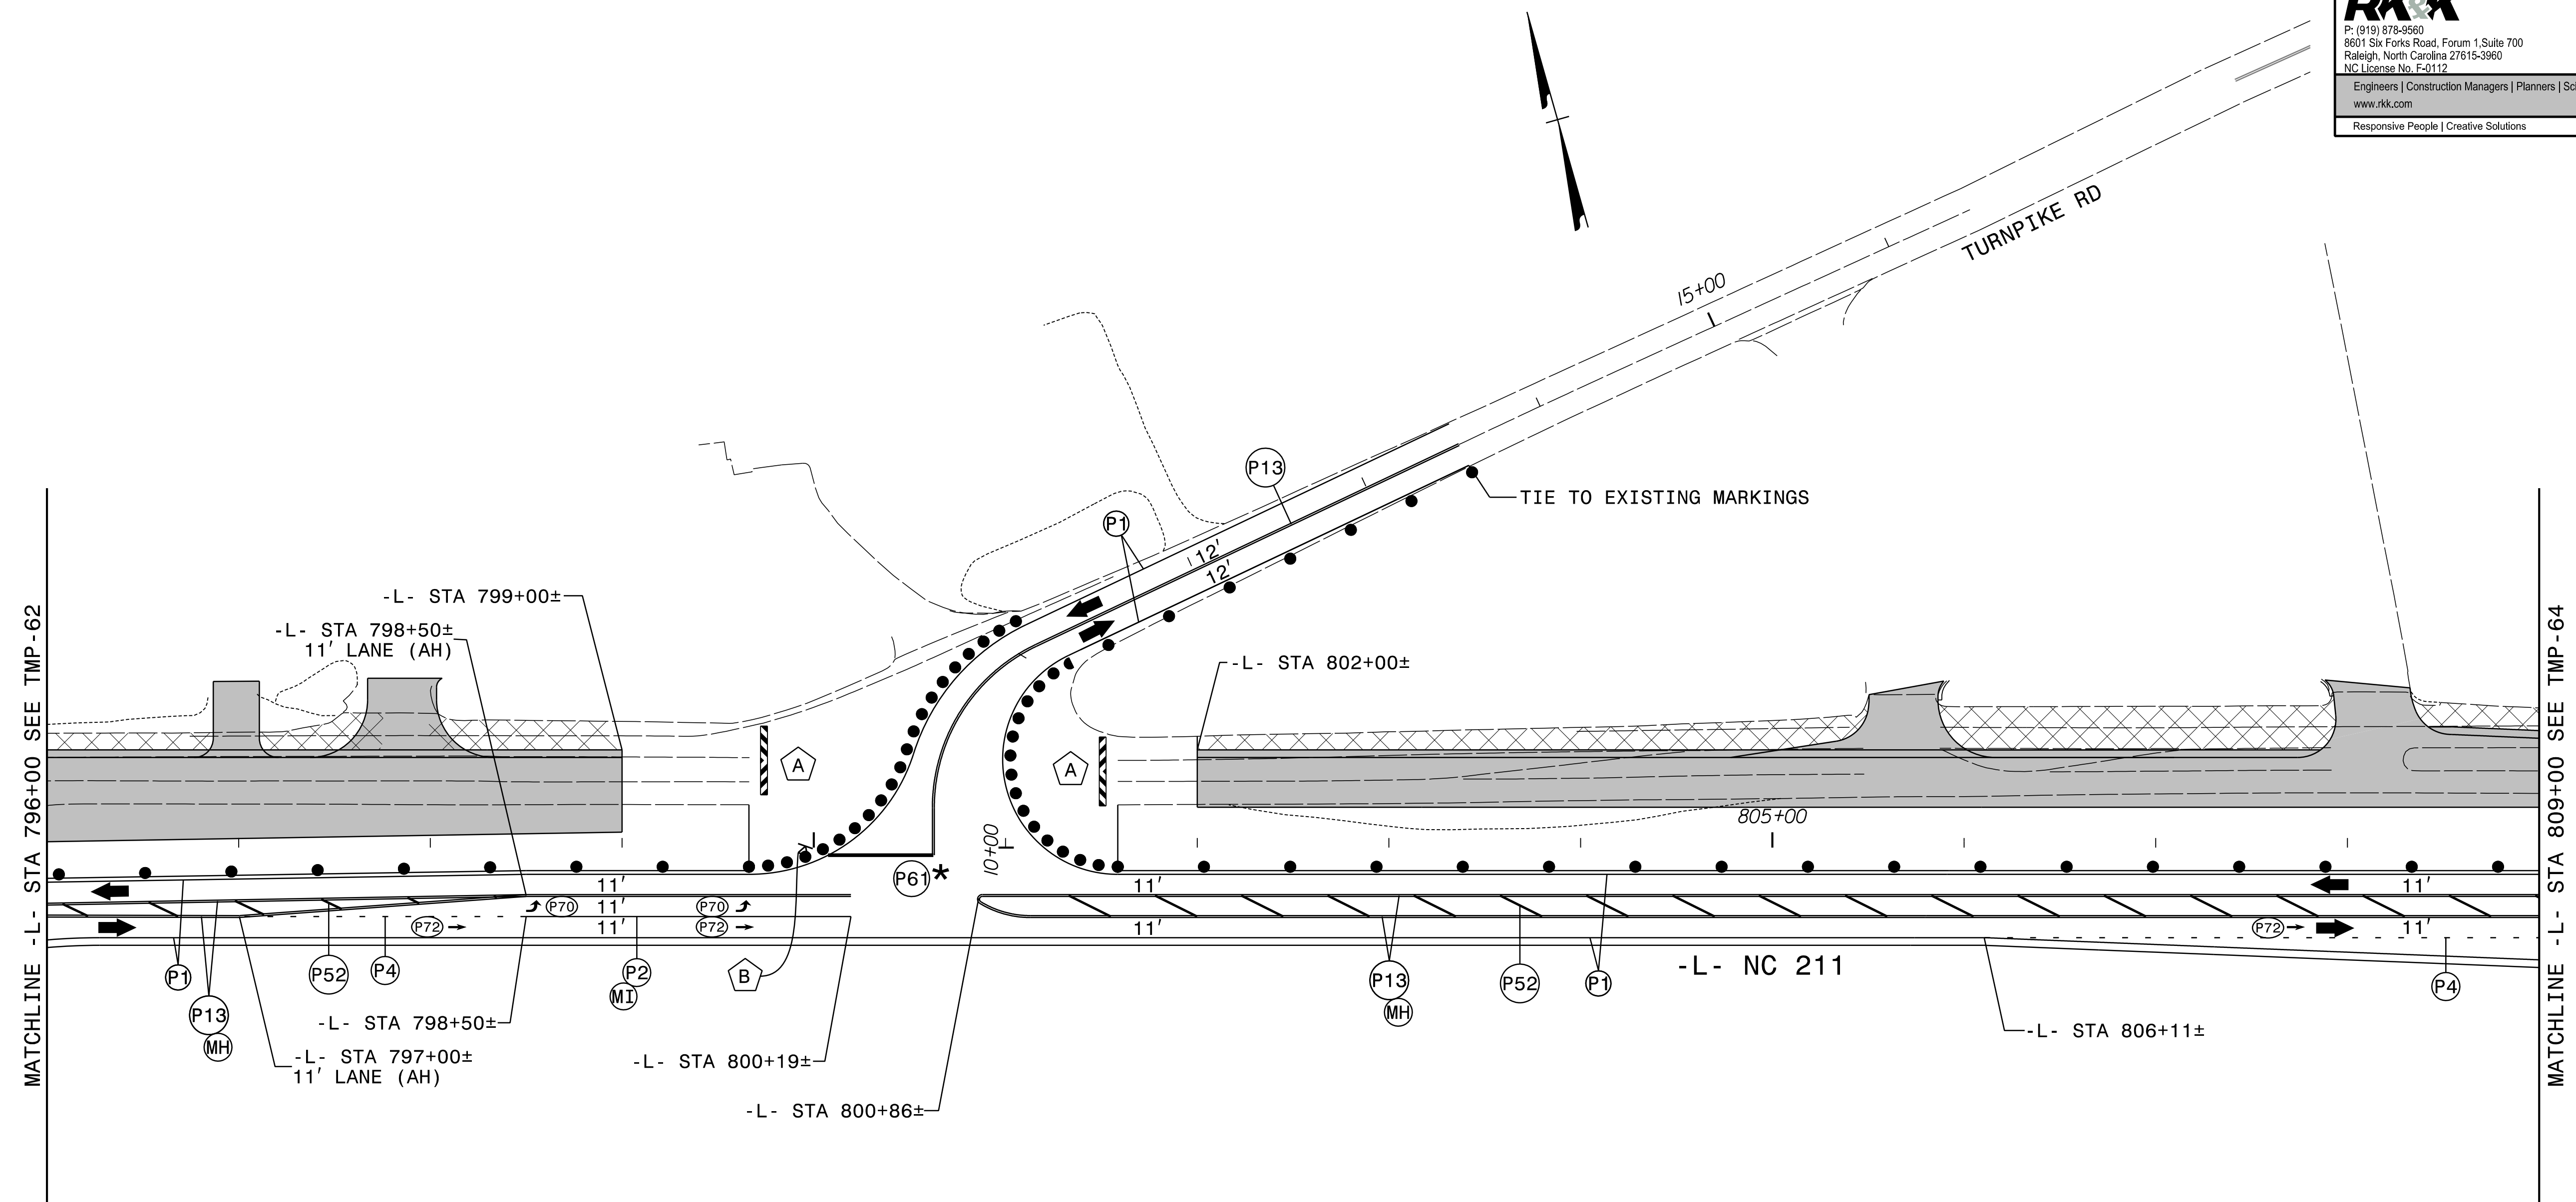 RK&K
P: (919) 878-9560
8601 Six Forks Road, Forum 1,Suite 700
Raleigh, North Carolina 27615-3960
NC License No. F-0112
Engineers | Construction Managers | Planners |
www.rkk.com
Responsive People | Creative Solutions
TURNPIKE RD
15+00
P13
TIE TO EXISTING MARKINGS
P1
12'
12'
-L- STA 799+00±
-L- STA 798+50±
11' LANE (AH)
-L- STA 802+00±
MATCHLINE -L- STA 796+00 SEE TMP-62
MATCHLINE -L- STA 809+00 SEE TMP-64
A
A
805+00
10+00
P61*
11'
11'
11'
P70
11'
P70
P72
11'
P72
11'
P72
11'
P1
P52
P4
P2
MI
B
P13
MH
P13
MH
P52
P1
-L- NC 211
P4
-L- STA 798+50±
-L- STA 797+00±
11' LANE (AH)
-L- STA 800+19±
-L- STA 806+11±
-L- STA 800+86±